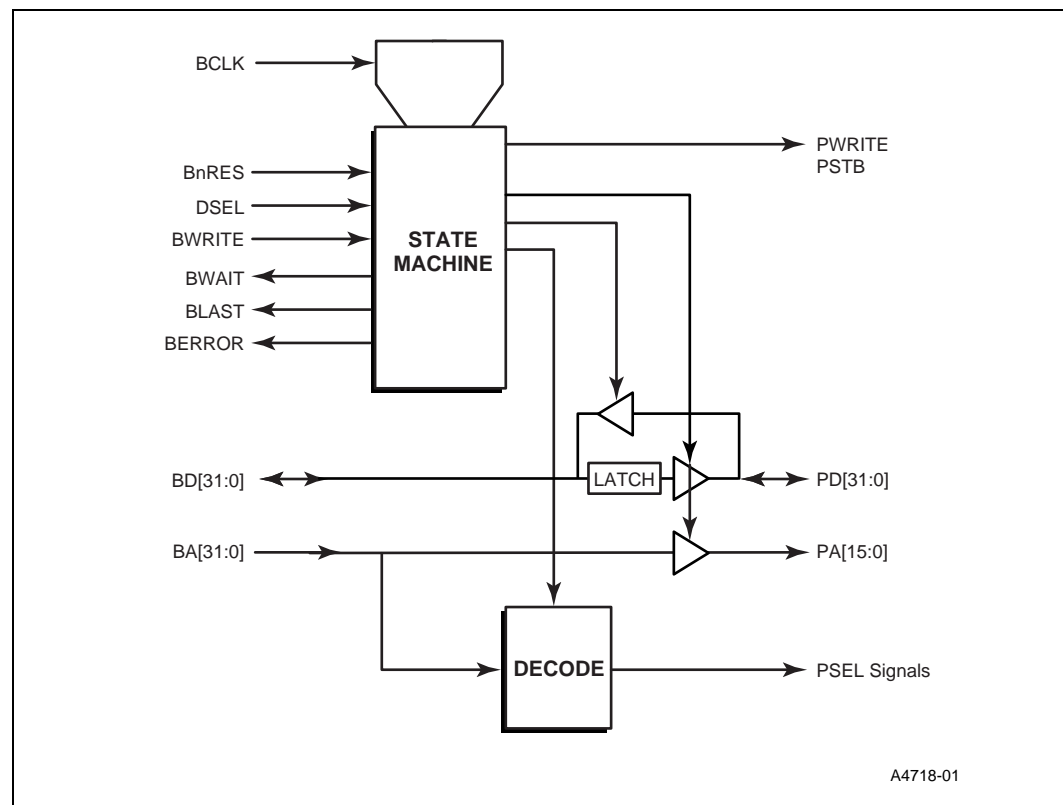 BCLK
PWRITE
PSTB
BnRES
DSEL
BWRITE
STATE
MACHINE
BWAIT
BLAST
BERROR
BD[31:0]
LATCH
PD[31:0]
BA[31:0]
PA[15:0]
DECODE
PSEL Signals
A4718-01